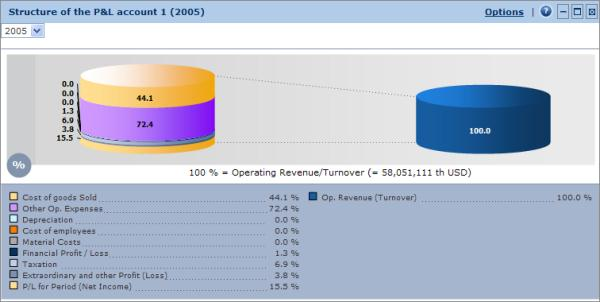 Structure of the P&L account 1 (2005) Options | ?
2005
0.0
0.0
0.0
1.3
6.9
3.8
15.5
44.1
72.4
100.0
%
100 % = Operating Revenue/Turnover (= 58,051,111 th USD)
Cost of goods Sold 44.1 % Op. Revenue (Turnover) 100.0 %
Other Op. Expenses 72.4 %
Depreciation 0.0 %
Cost of employees 0.0 %
Material Costs 0.0 %
Financial Profit / Loss 1.3 %
Taxation 6.9 %
Extraordinary and other Profit (Loss) 3.8 %
P/L for Period (Net Income) 15.5 %